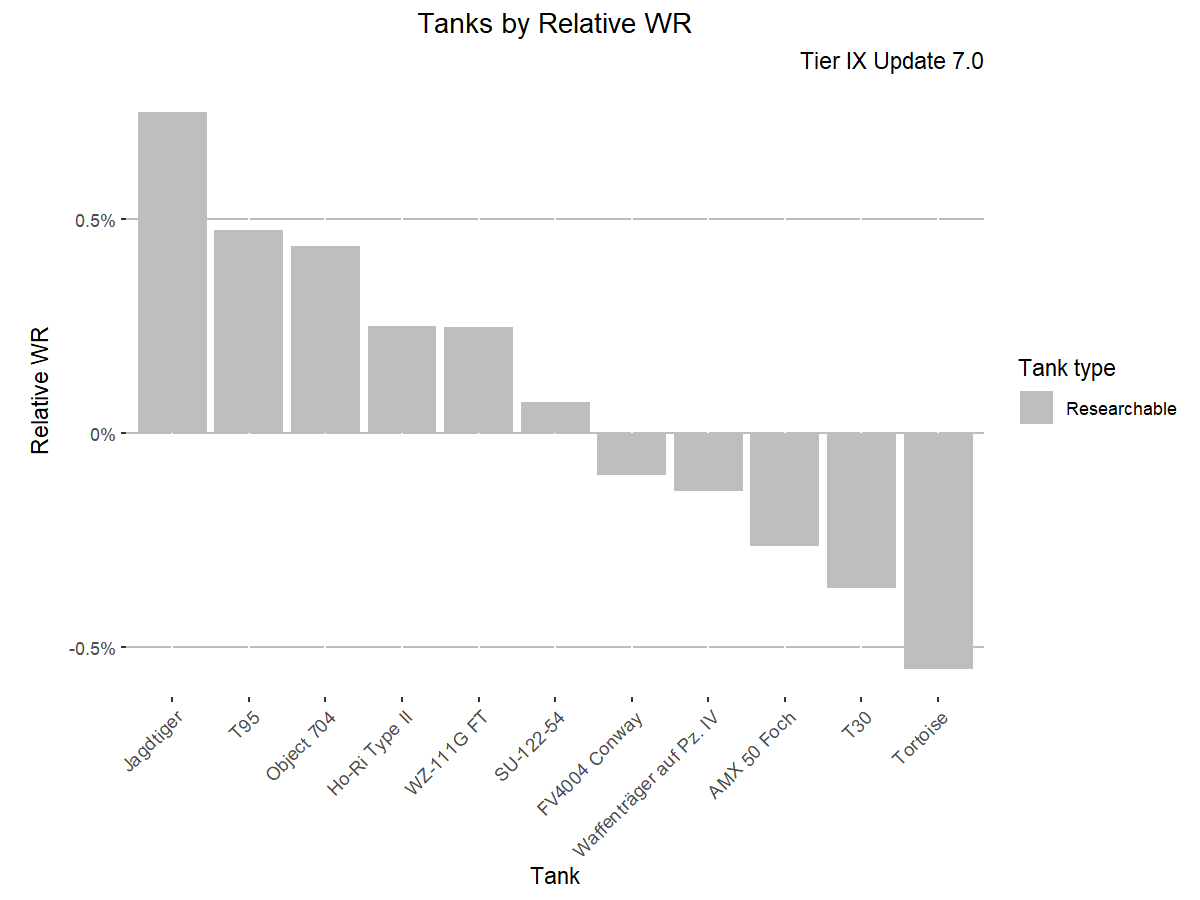 Tanks by Relative WR
Tier IX Update 7.0
Relative WR
0.5%
0%
-0.5%
Jagdtiger
T95
Object 704
Ho-Ri Type II
WZ-111G FT
SU-122-54
FV4004 Conway
Waffenträger auf Pz. IV
AMX 50 Foch
T30
Tortoise
Tank
Tank type
Researchable